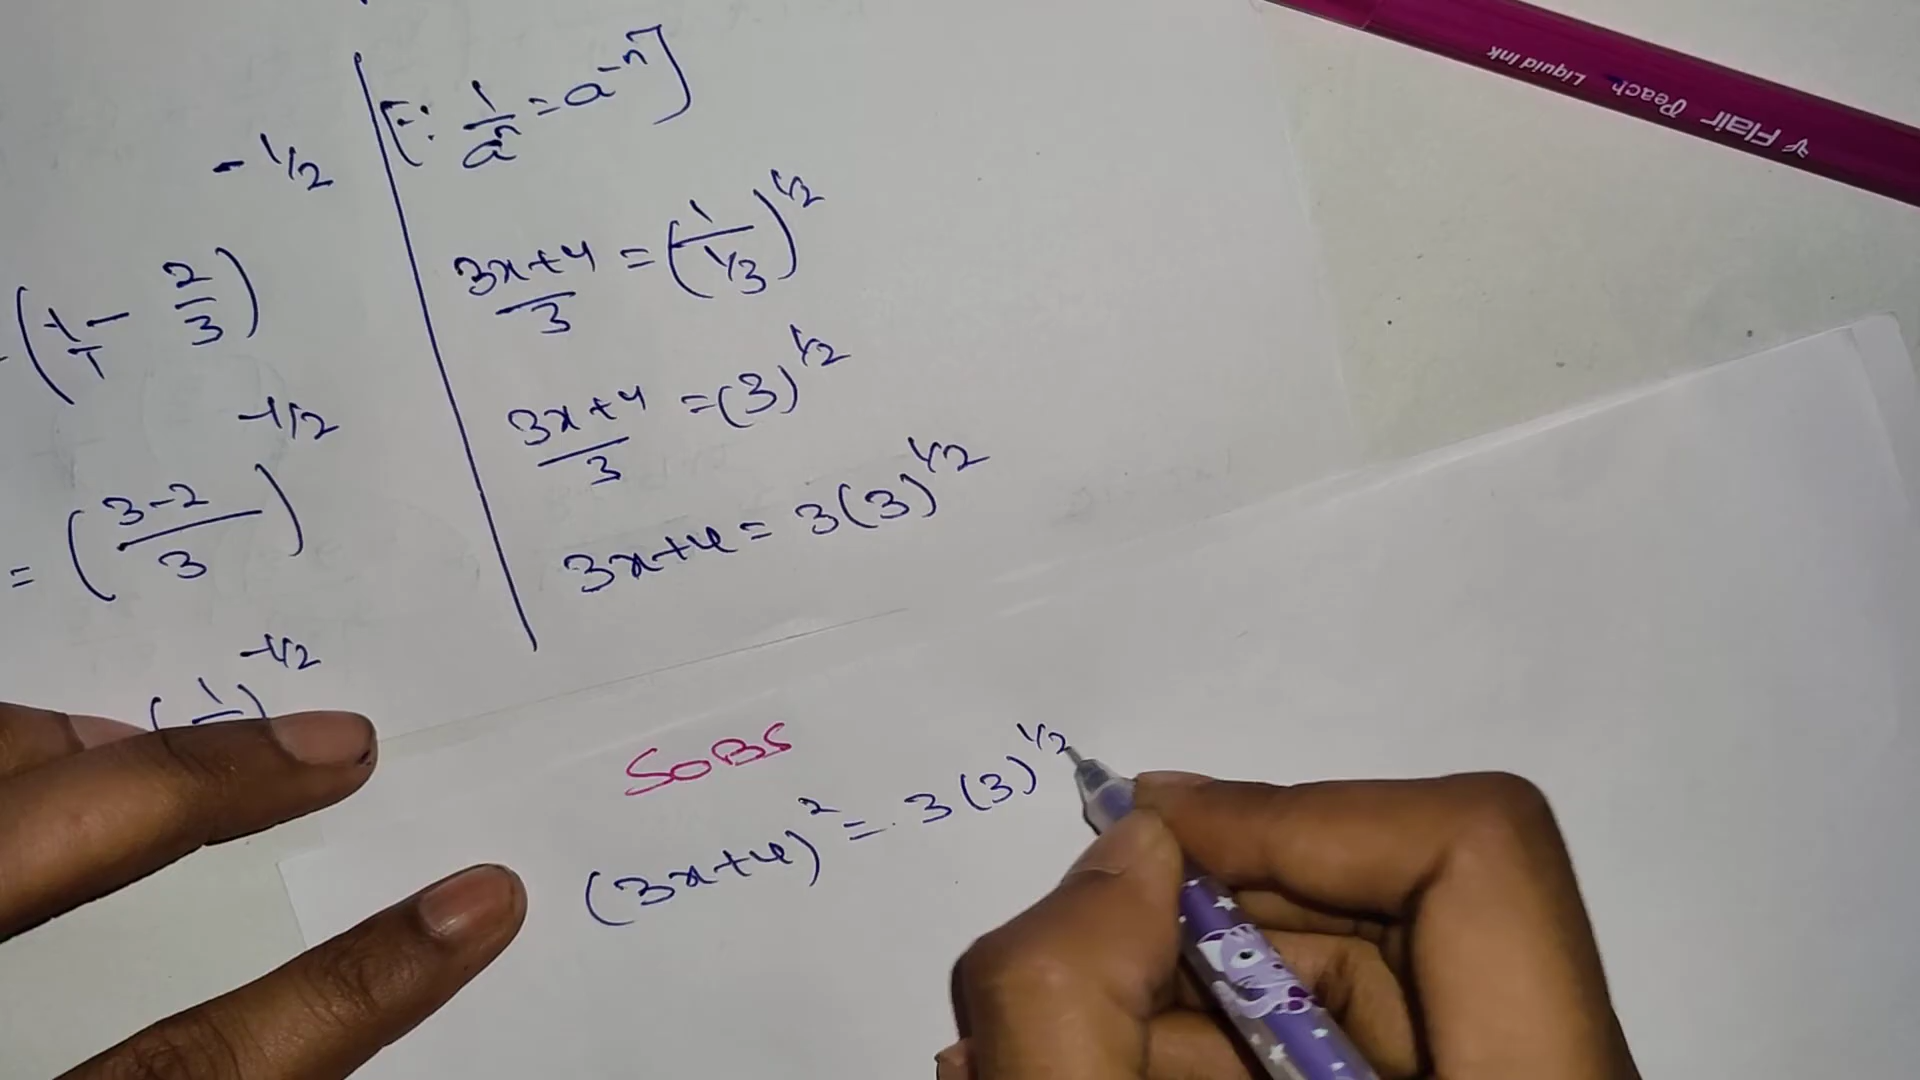 - 1/2
(1/1 - 2/3)
-1/2
= (3-2/3)
-1/2
(1
[∵ 1/aⁿ = a⁻ⁿ]
3x+4/3 = (1/1/3)^1/2
3x+4/3 = (3)^1/2
3x+4 = 3(3)^1/2
SOBS
(3x+4)² = 3(3)^1/2
Flair Peach Liquid Ink